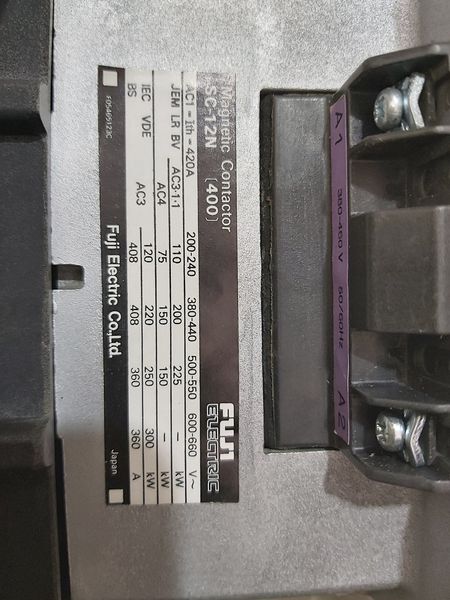 A1 380-460 V 50/60Hz A2
Magnetic Contactor FUJI
SC-12N [400] ELECTRIC
AC1=Ith=420A 200-240 380-440 500-550 600-660 V~
JEM LR BV AC3·1·1 110 200 225 – kW
AC4 75 150 150 – kW
IEC VDE AC3 120 220 250 300 kW
BS 408 408 360 360 A
Fuji Electric Co.,Ltd. Japan